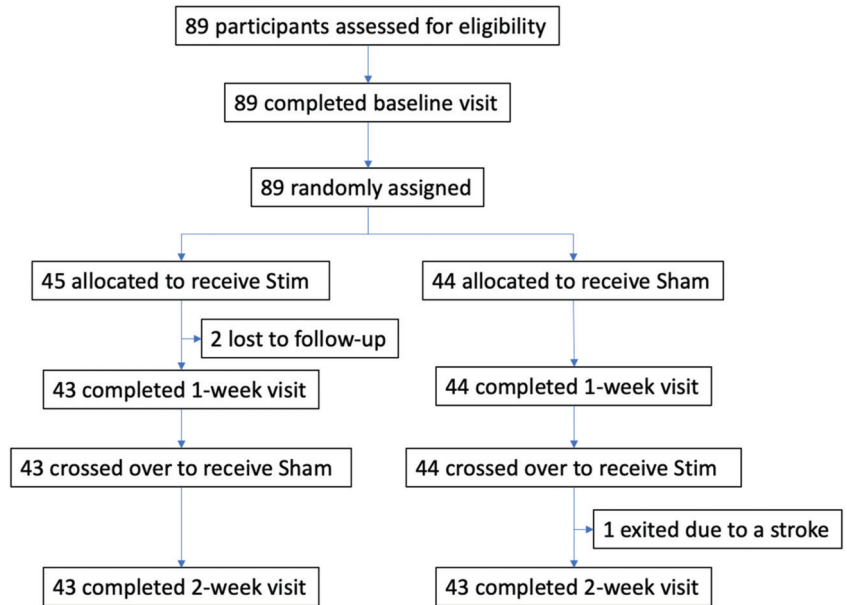 89 participants assessed for eligibility
89 completed baseline visit
89 randomly assigned
45 allocated to receive Stim
44 allocated to receive Sham
2 lost to follow-up
43 completed 1-week visit
44 completed 1-week visit
43 crossed over to receive Sham
44 crossed over to receive Stim
1 exited due to a stroke
43 completed 2-week visit
43 completed 2-week visit